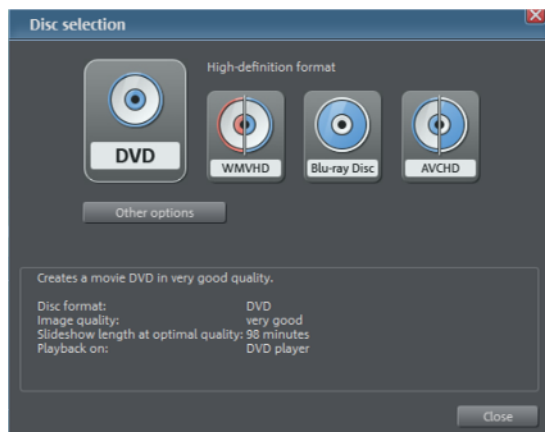 Disc selection
High-definition format
DVD
WMVHD
Blu-ray Disc
AVCHD
Other options
Creates a movie DVD in very good quality.
Disc format: DVD
Image quality: very good
Slideshow length at optimal quality: 98 minutes
Playback on: DVD player
Close